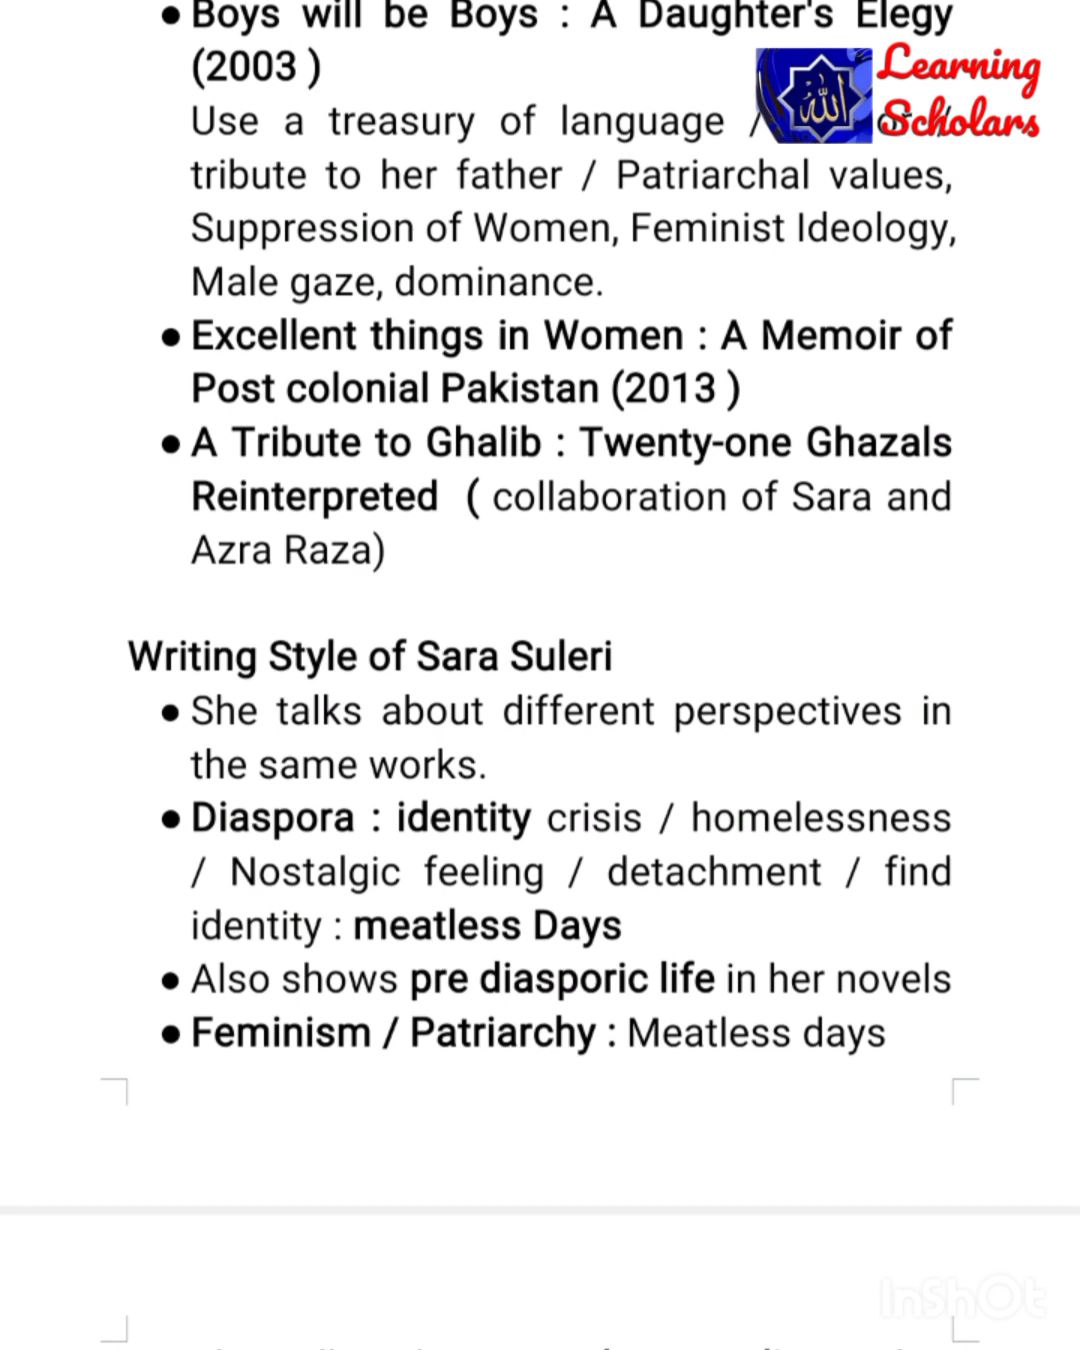 ● Boys will be Boys : A Daughter's Elegy
(2003 )
Use a treasury of language /
tribute to her father / Patriarchal values,
Suppression of Women, Feminist Ideology,
Male gaze, dominance.
● Excellent things in Women : A Memoir of
Post colonial Pakistan (2013 )
● A Tribute to Ghalib : Twenty-one Ghazals
Reinterpreted ( collaboration of Sara and
Azra Raza)
Learning
Scholars
الله
Writing Style of Sara Suleri
● She talks about different perspectives in
the same works.
● Diaspora : identity crisis / homelessness
/ Nostalgic feeling / detachment / find
identity : meatless Days
● Also shows pre diasporic life in her novels
● Feminism / Patriarchy : Meatless days
InShOt